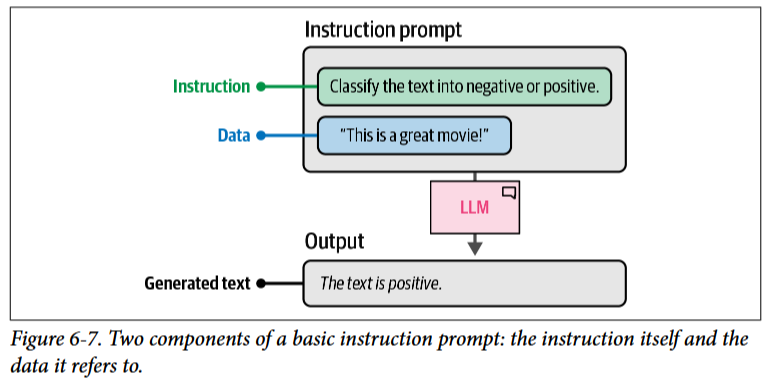 Instruction prompt
Instruction
Classify the text into negative or positive.
Data
"This is a great movie!"
LLM
Output
Generated text
The text is positive.
Figure 6-7. Two components of a basic instruction prompt: the instruction itself and the
data it refers to.